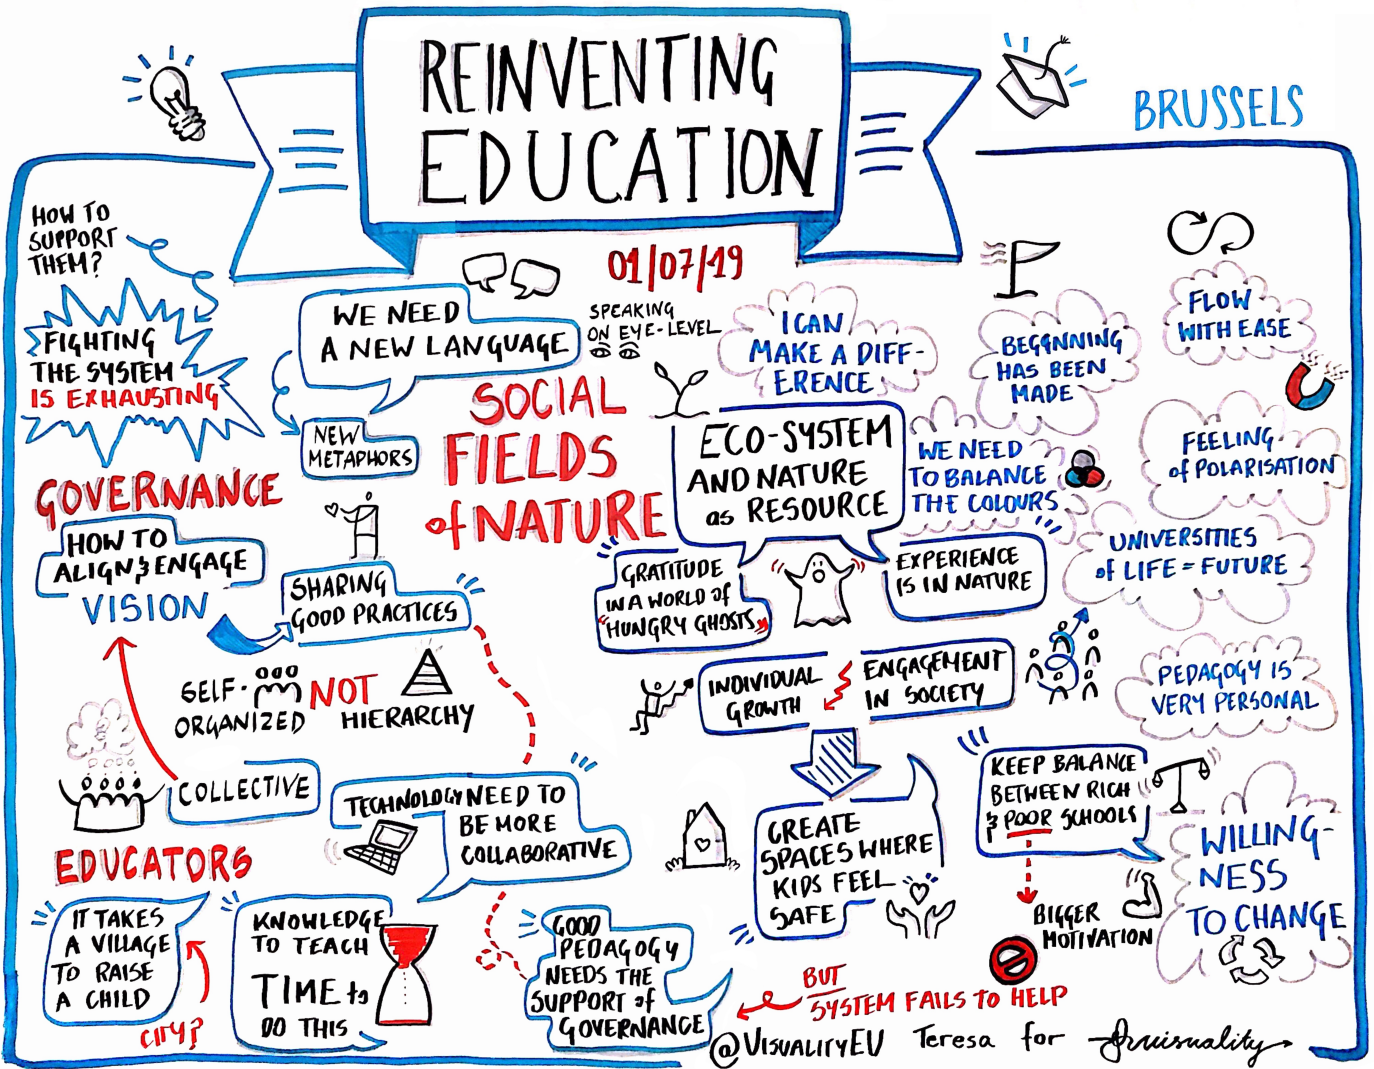 REINVENTING
EDUCATION
BRUSSELS
01/07/19
HOW TO
SUPPORT
THEM?
FIGHTING
THE SYSTEM
IS EXHAUSTING
WE NEED
A NEW LANGUAGE
SPEAKING
ON EYE-LEVEL
NEW
METAPHORS
SOCIAL
FIELDS
of NATURE
I CAN
MAKE A DIFF-
ERENCE
BEGINNING
HAS BEEN
MADE
FLOW
WITH EASE
ECO-SYSTEM
AND NATURE
as RESOURCE
WE NEED
TO BALANCE
THE COLOURS
FEELING
of POLARISATION
GRATITUDE
IN A WORLD of
"HUNGRY GHOSTS"
EXPERIENCE
IS IN NATURE
UNIVERSITIES
of LIFE = FUTURE
GOVERNANCE
HOW TO
ALIGN & ENGAGE
VISION
SHARING
GOOD PRACTICES
SELF-
ORGANIZED
NOT
HIERARCHY
COLLECTIVE
INDIVIDUAL
GROWTH
ENGAGEMENT
IN SOCIETY
PEDAGOGY IS
VERY PERSONAL
TECHNOLOGY NEED TO
BE MORE
COLLABORATIVE
CREATE
SPACES WHERE
KIDS FEEL
SAFE
KEEP BALANCE
BETWEEN RICH
& POOR SCHOOLS
BIGGER
MOTIVATION
WILLING-
NESS
TO CHANGE
EDUCATORS
IT TAKES
A VILLAGE
TO RAISE
A CHILD
CITY?
KNOWLEDGE
TO TEACH
TIME to
DO THIS
GOOD
PEDAGOGY
NEEDS THE
SUPPORT of
GOVERNANCE
BUT
SYSTEM FAILS TO HELP
@VISUALITYEU Teresa for visuality